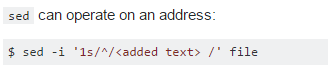 sed can operate on an address:
$ sed -i '1s/^/<added text> /' file